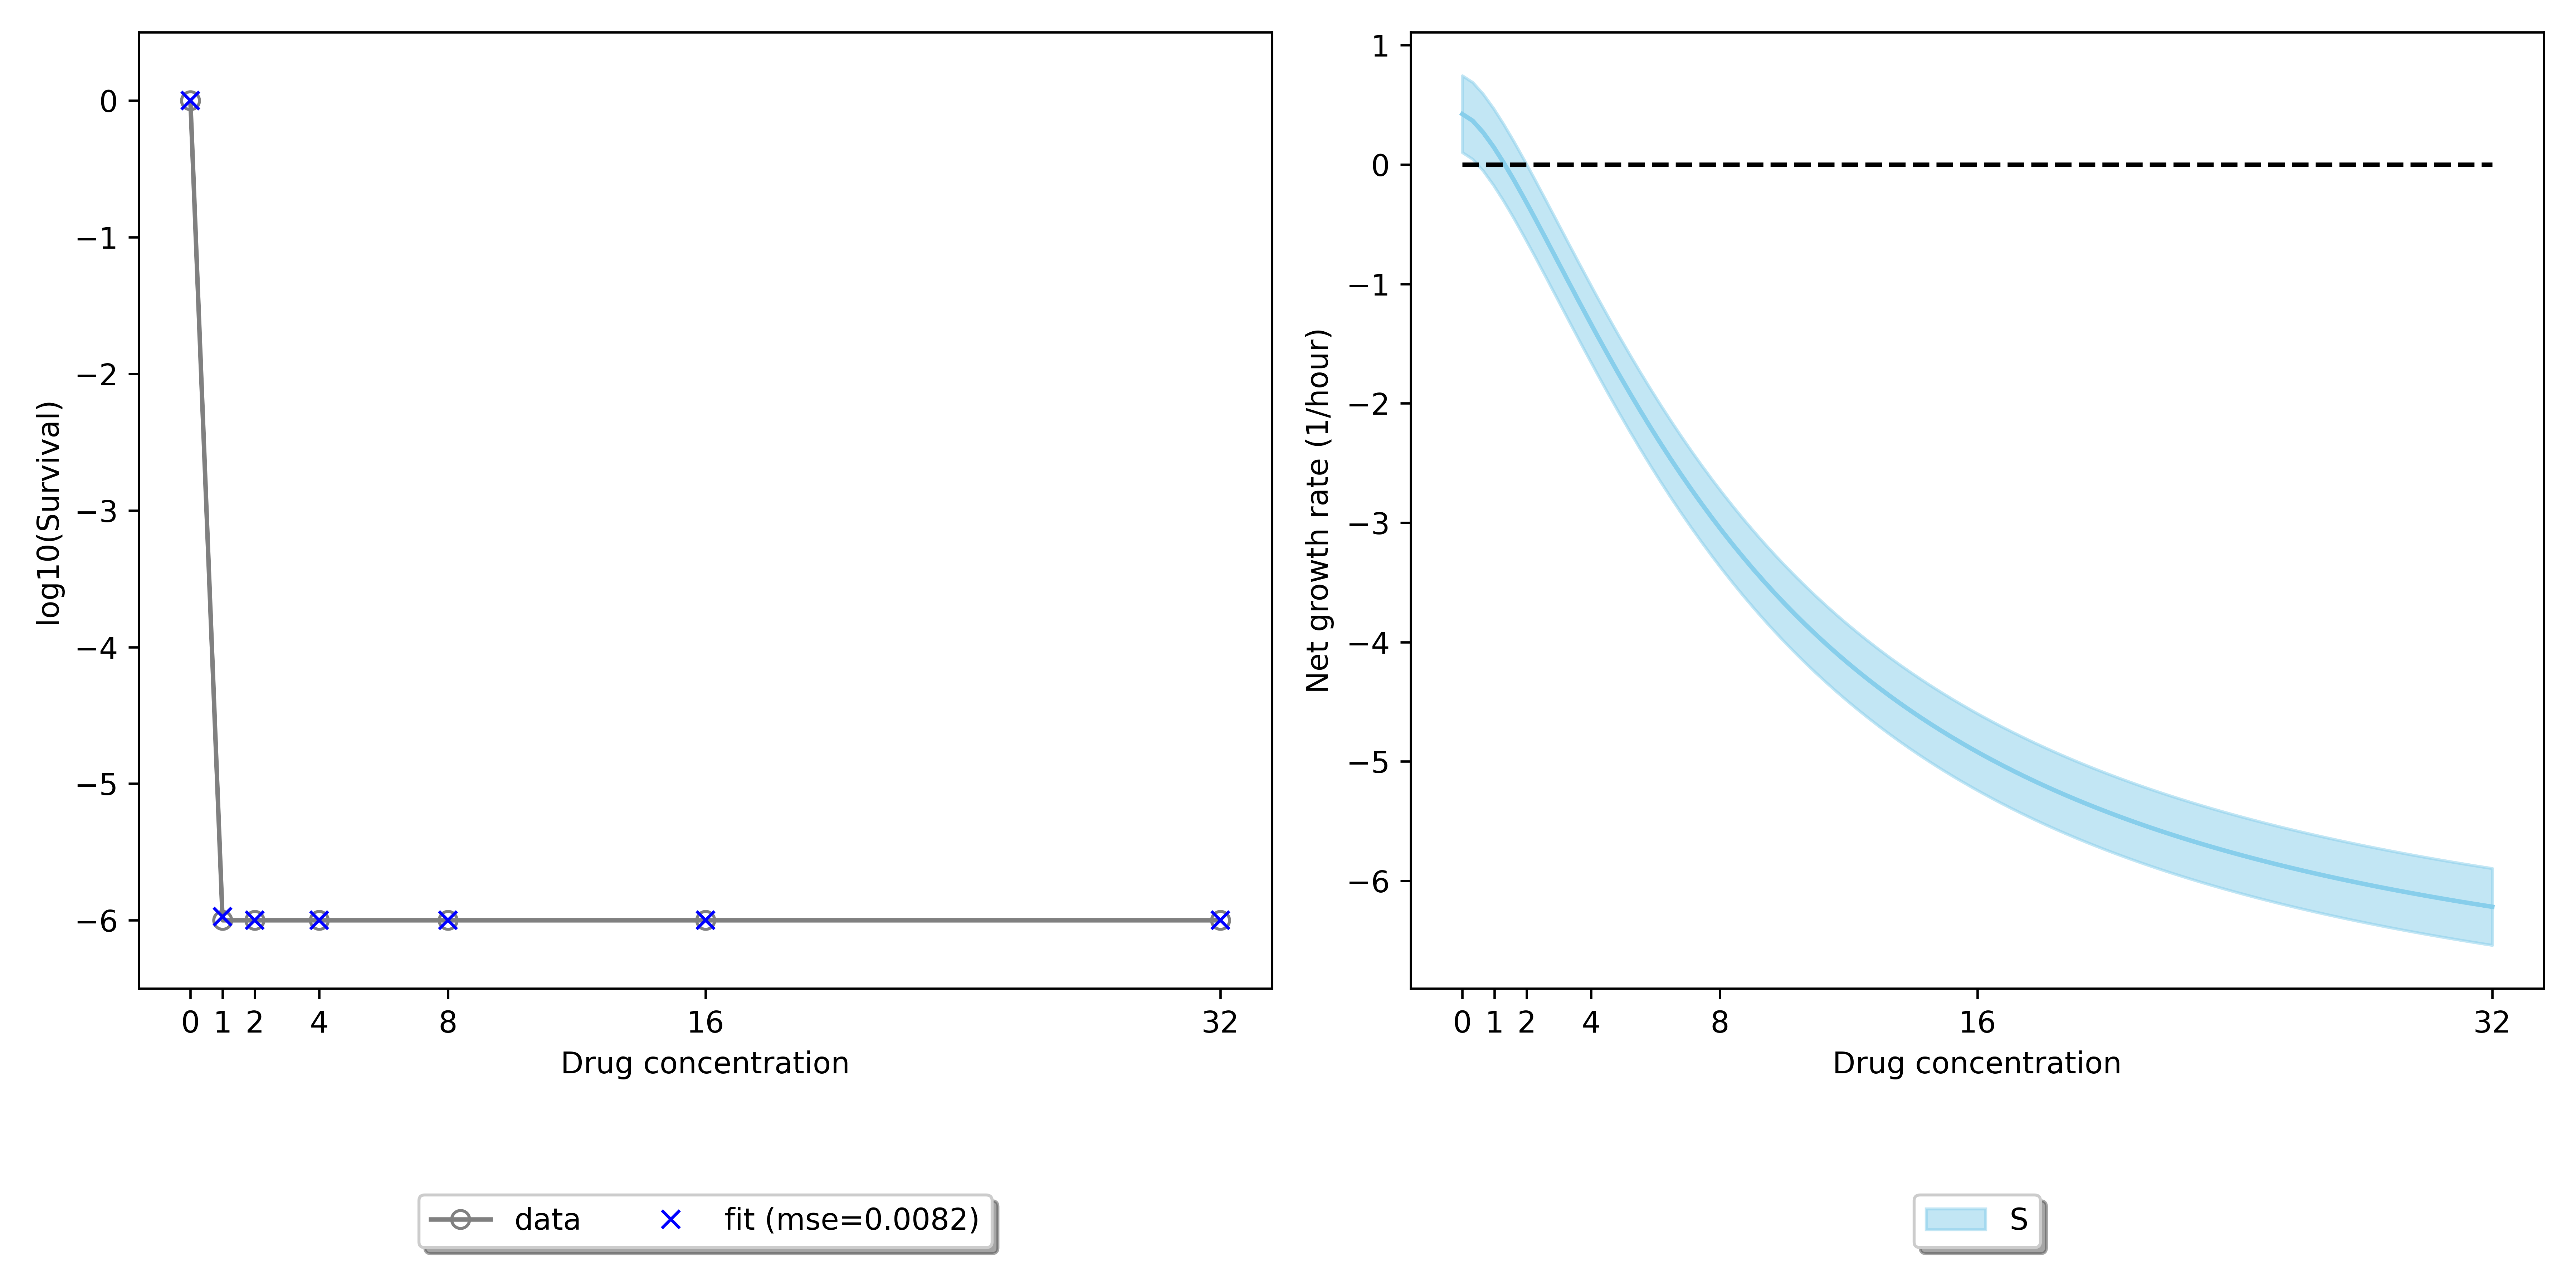 0
−1
−2
−3
−4
−5
−6
log10(Survival)
0 1 2 4 8 16 32
Drug concentration
data fit (mse=0.0082)
1
0
−1
−2
−3
−4
−5
−6
Net growth rate (1/hour)
0 1 2 4 8 16 32
Drug concentration
S